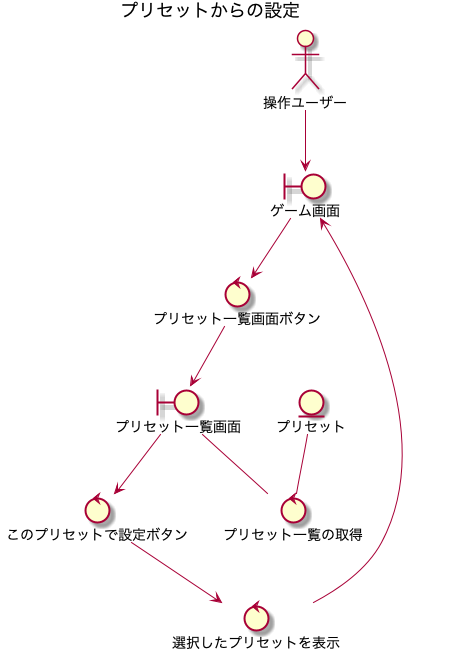 プリセットからの設定
操作ユーザー
ゲーム画面
プリセット一覧画面ボタン
プリセット一覧画面
プリセット
このプリセットで設定ボタン
プリセット一覧の取得
選択したプリセットを表示